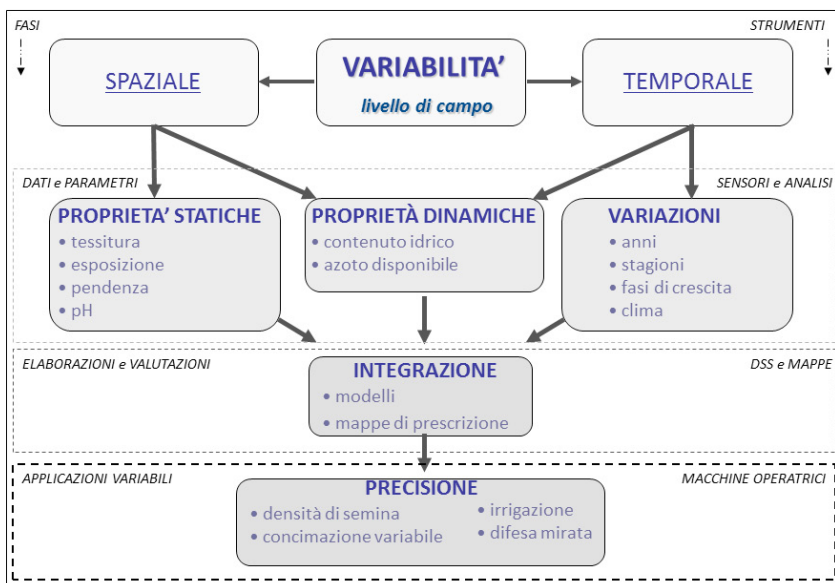 FASI
STRUMENTI
SPAZIALE
VARIABILITA’
livello di campo
TEMPORALE
DATI e PARAMETRI
SENSORI e ANALISI
PROPRIETA’ STATICHE
• tessitura
• esposizione
• pendenza
• pH
PROPRIETÀ DINAMICHE
• contenuto idrico
• azoto disponibile
VARIAZIONI
• anni
• stagioni
• fasi di crescita
• clima
ELABORAZIONI e VALUTAZIONI
DSS e MAPPE
INTEGRAZIONE
• modelli
• mappe di prescrizione
APPLICAZIONI VARIABILI
MACCHINE OPERATRICI
PRECISIONE
• densità di semina
• concimazione variabile
• irrigazione
• difesa mirata